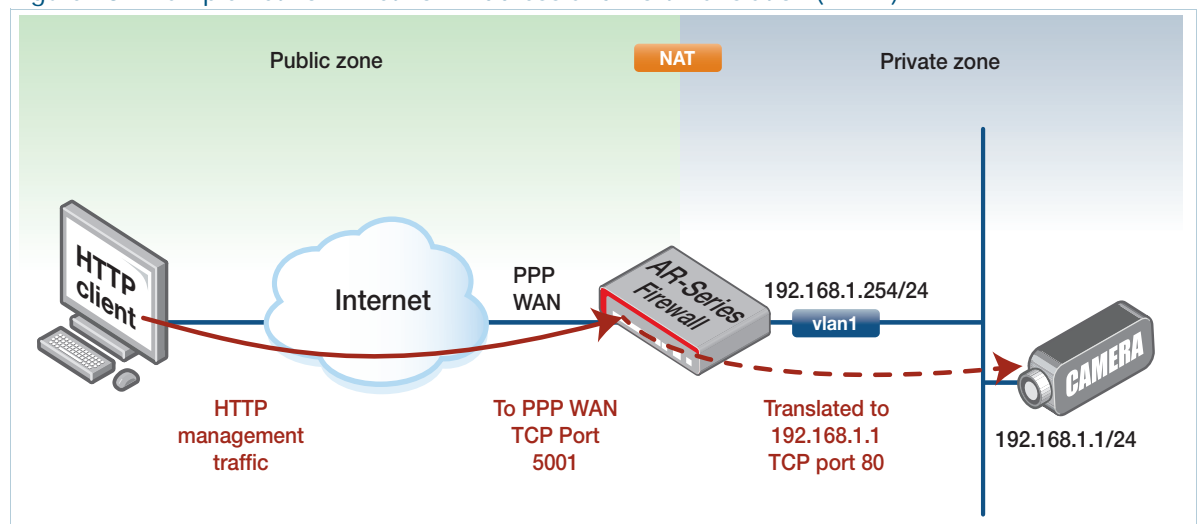 Public zone
NAT
Private zone
HTTP
client
Internet
PPP
WAN
AR-Series
Firewall
192.168.1.254/24
vlan1
CAMERA
192.168.1.1/24
HTTP
management
traffic
To PPP WAN
TCP Port
5001
Translated to
192.168.1.1
TCP port 80